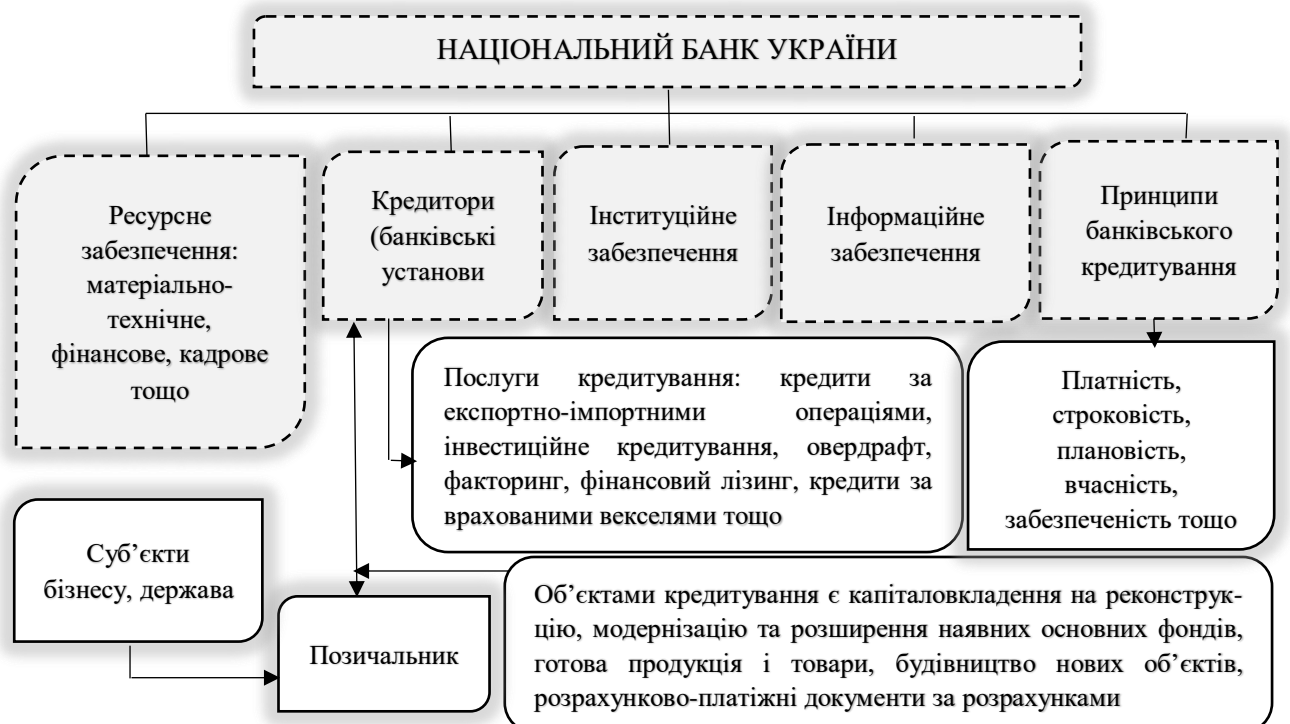 НАЦІОНАЛЬНИЙ БАНК УКРАЇНИ
Ресурсне
забезпечення:
матеріально-
технічне,
фінансове, кадрове
тощо
Кредитори
(банківські
установи
Інституційне
забезпечення
Інформаційне
забезпечення
Принципи
банківського
кредитування
Послуги кредитування: кредити за
експортно-імпортними операціями,
інвестиційне кредитування, овердрафт,
факторинг, фінансовий лізинг, кредити за
врахованими векселями тощо
Платність,
строковість,
плановість,
вчасність,
забезпеченість тощо
Суб’єкти
бізнесу, держава
Позичальник
Об’єктами кредитування є капіталовкладення на реконструк-
цію, модернізацію та розширення наявних основних фондів,
готова продукція і товари, будівництво нових об’єктів,
розрахунково-платіжні документи за розрахунками